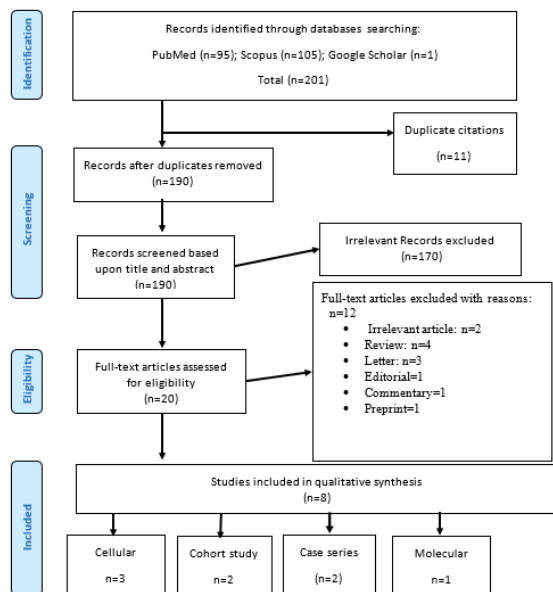 Identification
Records identified through databases searching:
PubMed (n=95); Scopus (n=105); Google Scholar (n=1)
Total (n=201)
Duplicate citations
(n=11)
Screening
Records after duplicates removed
(n=190)
Records screened based
upon title and abstract
(n=190)
Irrelevant Records excluded
(n=170)
Eligibility
Full-text articles assessed
for eligibility
(n=20)
Full-text articles excluded with reasons:
n=12
• Irrelevant article: n=2
• Review: n=4
• Letter: n=3
• Editorial=1
• Commentary=1
• Preprint=1
Included
Studies included in qualitative synthesis
(n=8)
Cellular
n=3
Cohort study
n=2
Case series
(n=2)
Molecular
n=1